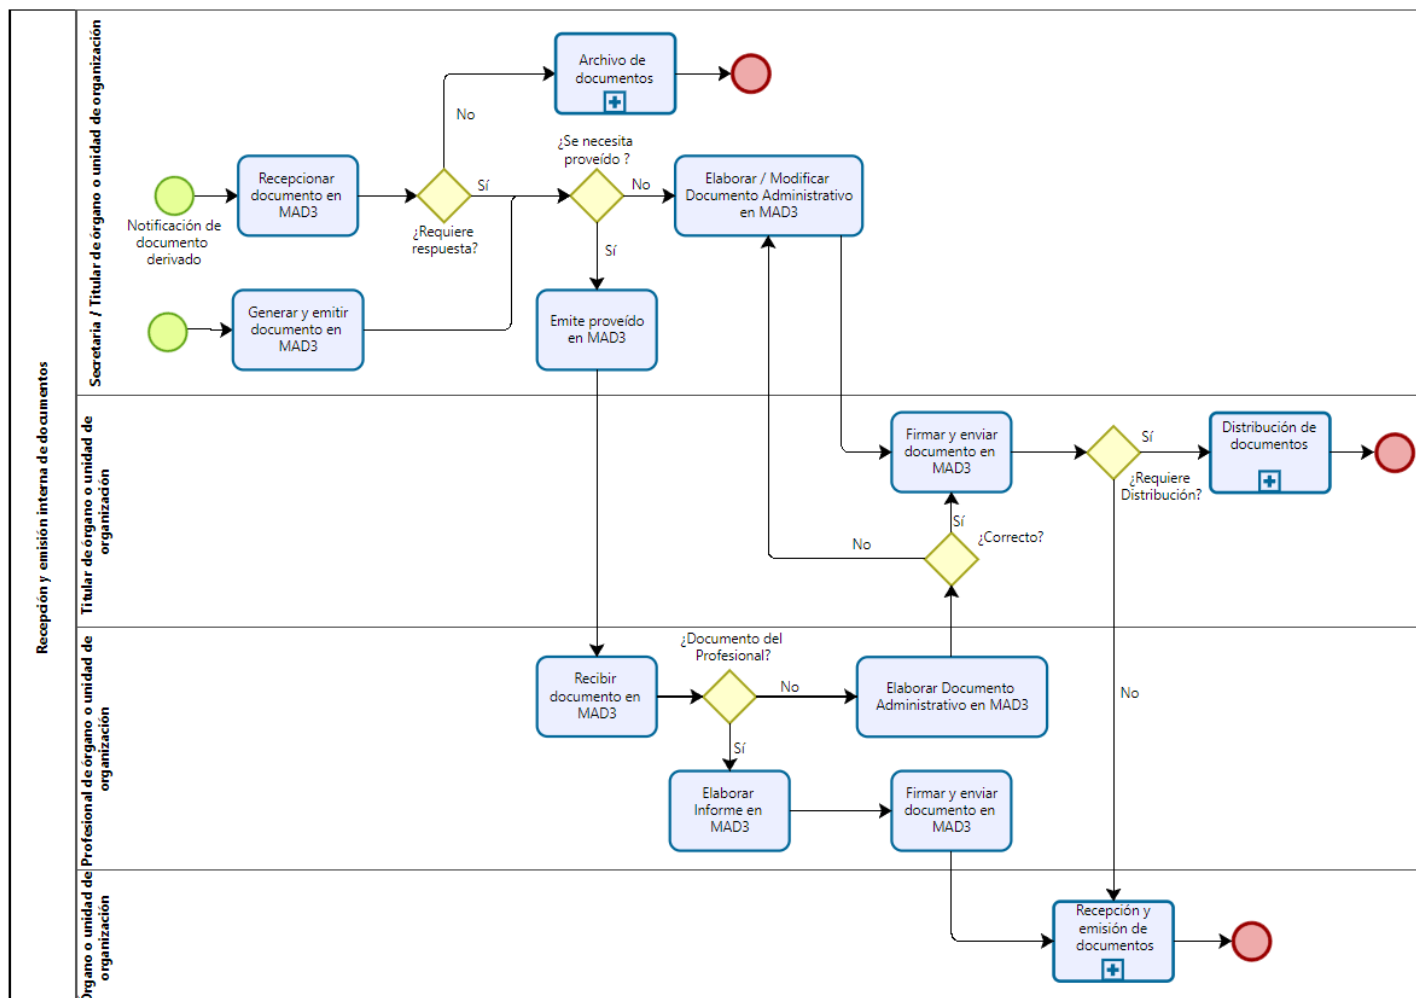 Recepción y emisión interna de documentos
Secretaria / Titular de órgano o unidad de organización
Archivo de
documentos
No
¿Se necesita
proveído ?
Recepcionar
documento en
MAD3
Sí
No
Elaborar / Modificar
Documento Administrativo
en MAD3
Notificación de
documento
derivado
¿Requiere
respuesta?
Sí
Generar y emitir
documento en
MAD3
Emite proveído
en MAD3
Titular de órgano o unidad de
organización
Firmar y enviar
documento en
MAD3
Sí
Distribución de
documentos
¿Requiere
Distribución?
Sí
¿Correcto?
No
Profesional de órgano o unidad de
organización
¿Documento del
Profesional?
Recibir
documento en
MAD3
No
Elaborar Documento
Administrativo en MAD3
No
Sí
Elaborar
Informe en
MAD3
Firmar y enviar
documento en
MAD3
Órgano o unidad de
organización
Recepción y
emisión de
documentos